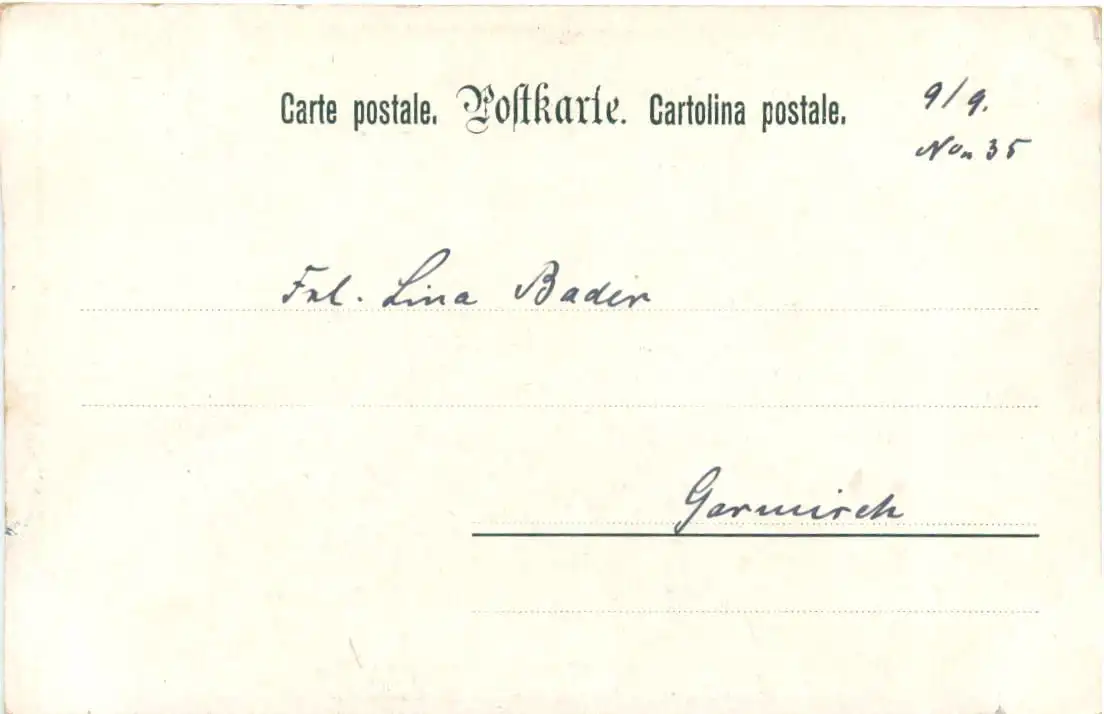 Carte postale. Postkarte. Cartolina postale.
9/9.
No. 35
Frl. Lina Bader
Garmisch